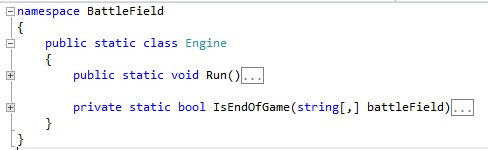 namespace BattleField
{
public static class Engine
{
public static void Run()...
private static bool IsEndOfGame(string[,] battleField)...
}
}